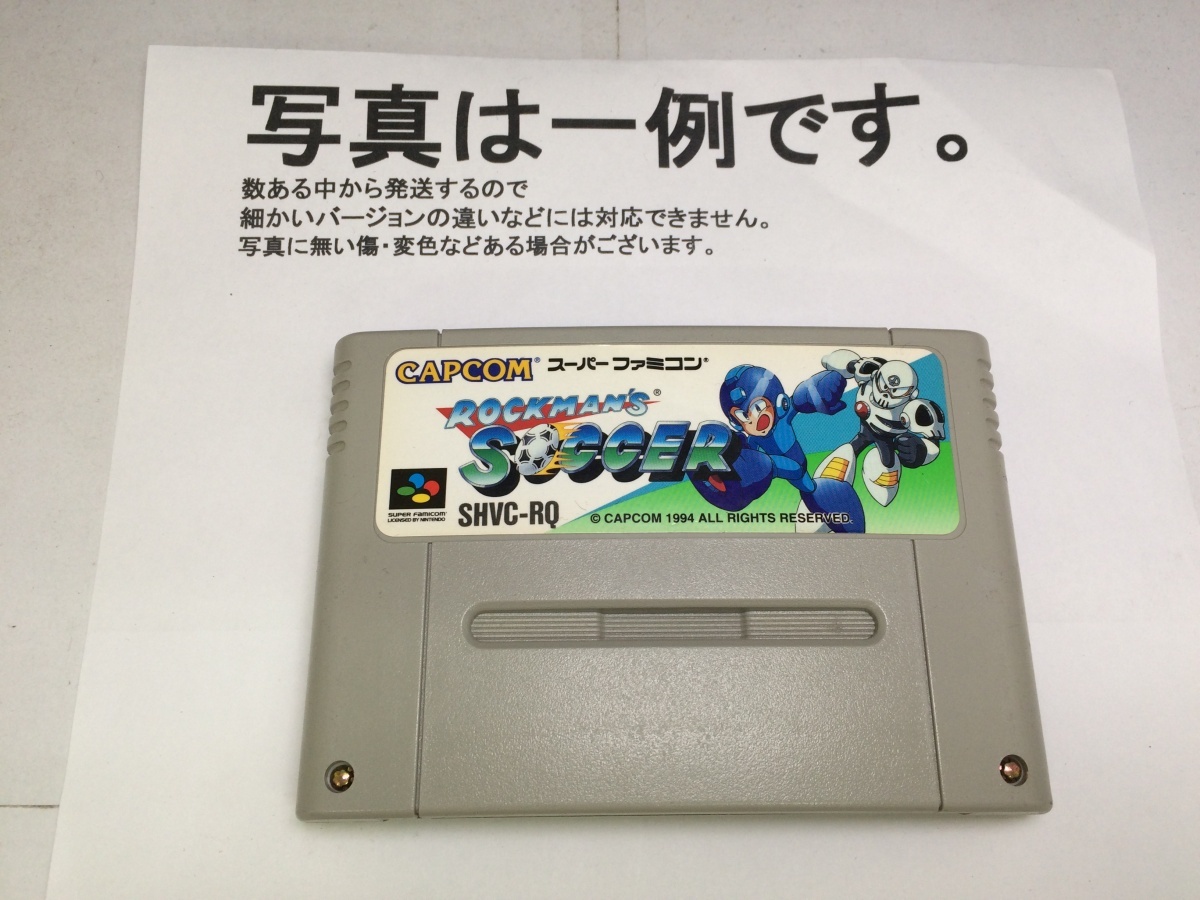 写真は一例です。
数ある中から発送するので
細かいバージョンの違いなどには対応できません。
写真に無い傷・変色などある場合がございます。
CAPCOM® スーパーファミコン®
ROCKMAN'S®
SOCCER
SUPER FAMICOM
LICENSED BY NINTENDO
SHVC-RQ
© CAPCOM 1994 ALL RIGHTS RESERVED.